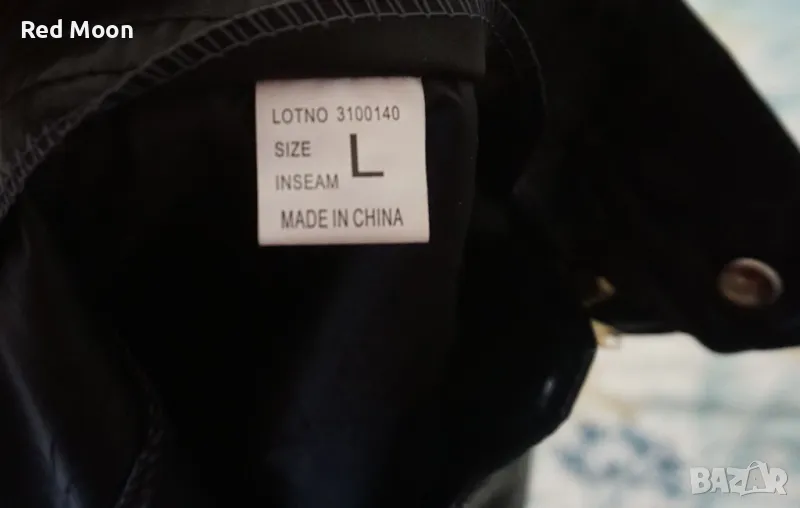 Red Moon
LOTNO 3100140
SIZE L
INSEAM
MADE IN CHINA
BAZAR